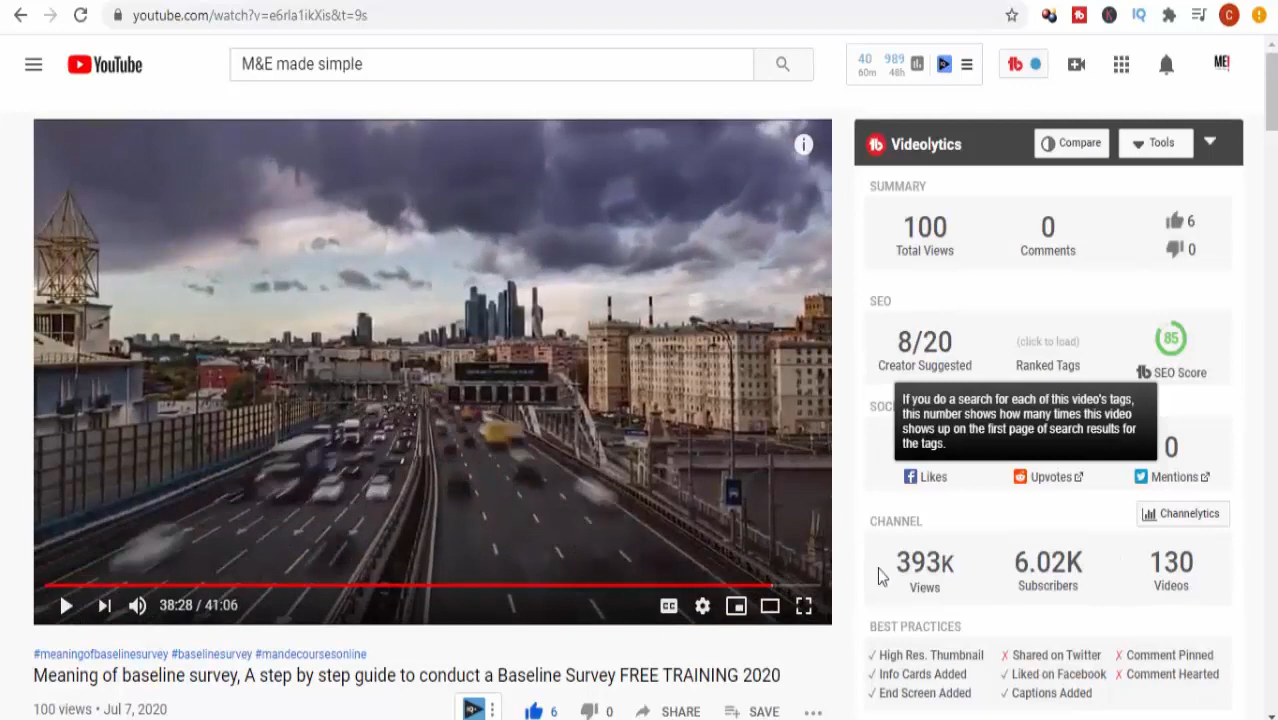 youtube.com/watch?v=e6rla1ikXis&t=9s
YouTube
M&E made simple
40 989
60m 48h
ME!
Videolytics
Compare
Tools
SUMMARY
100 0 6
Total Views Comments 0
SEO
8/20 (click to load) 85
Creator Suggested Ranked Tags SEO Score
If you do a search for each of this video's tags,
this number shows how many times this video
shows up on the first page of search results for
the tags.
SOC
0
Likes Upvotes Mentions
CHANNEL Channelytics
393K 6.02K 130
Views Subscribers Videos
BEST PRACTICES
✓ High Res. Thumbnail ✗ Shared on Twitter ✗ Comment Pinned
✓ Info Cards Added ✓ Liked on Facebook ✗ Comment Hearted
✓ End Screen Added ✓ Captions Added
38:28 / 41:06
CC
#meaningofbaselinesurvey #baselinesurvey #mandecoursesonline
Meaning of baseline survey, A step by step guide to conduct a Baseline Survey FREE TRAINING 2020
100 views • Jul 7, 2020
6 0 SHARE SAVE